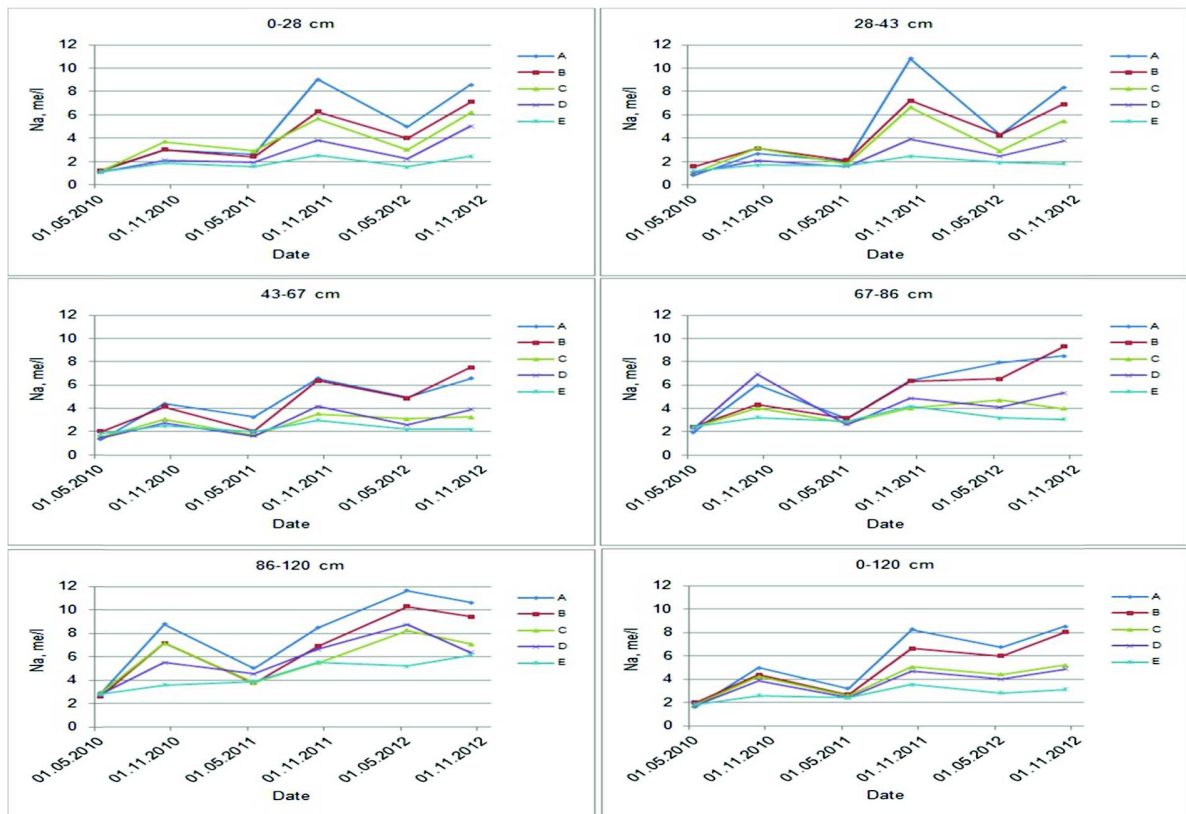 0-28 cm
Na, me/l
12
10
8
6
4
2
0
01.05.2010
01.11.2010
01.05.2011
01.11.2011
01.05.2012
01.11.2012
Date
A
B
C
D
E
28-43 cm
Na, me/l
12
10
8
6
4
2
0
01.05.2010
01.11.2010
01.05.2011
01.11.2011
01.05.2012
01.11.2012
Date
A
B
C
D
E
43-67 cm
Na, me/l
12
10
8
6
4
2
0
01.05.2010
01.11.2010
01.05.2011
01.11.2011
01.05.2012
01.11.2012
Date
A
B
C
D
E
67-86 cm
Na, me/l
12
10
8
6
4
2
0
01.05.2010
01.11.2010
01.05.2011
01.11.2011
01.05.2012
01.11.2012
Date
A
B
C
D
E
86-120 cm
Na, me/l
12
10
8
6
4
2
0
01.05.2010
01.11.2010
01.05.2011
01.11.2011
01.05.2012
01.11.2012
Date
A
B
C
D
E
0-120 cm
Na, me/l
12
10
8
6
4
2
0
01.05.2010
01.11.2010
01.05.2011
01.11.2011
01.05.2012
01.11.2012
Date
A
B
C
D
E